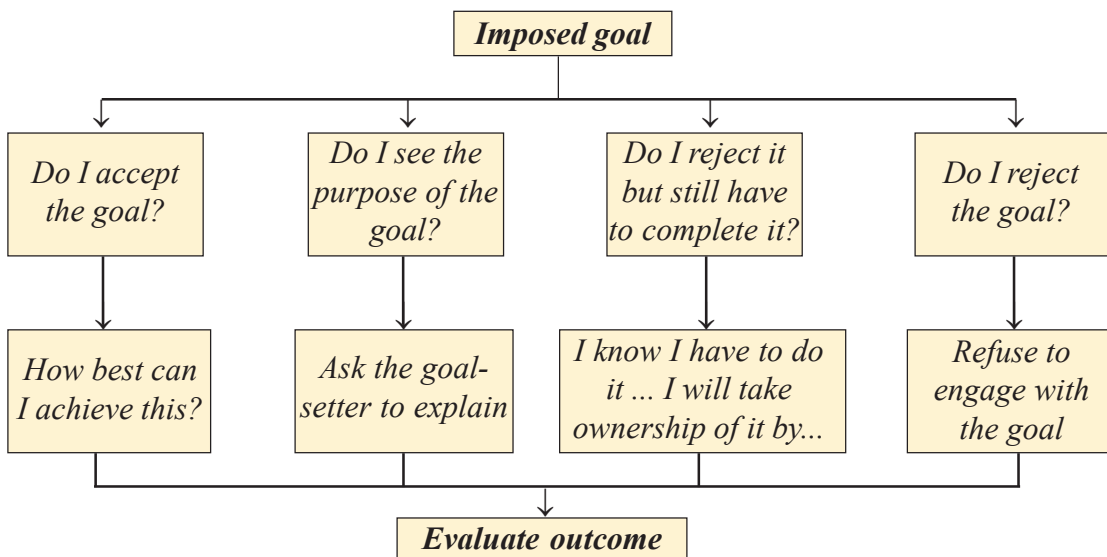 Imposed goal
Do I accept
the goal?
Do I see the
purpose of the
goal?
Do I reject it
but still have
to complete it?
Do I reject
the goal?
How best can
I achieve this?
Ask the goal-
setter to explain
I know I have to do
it ... I will take
ownership of it by...
Refuse to
engage with
the goal
Evaluate outcome